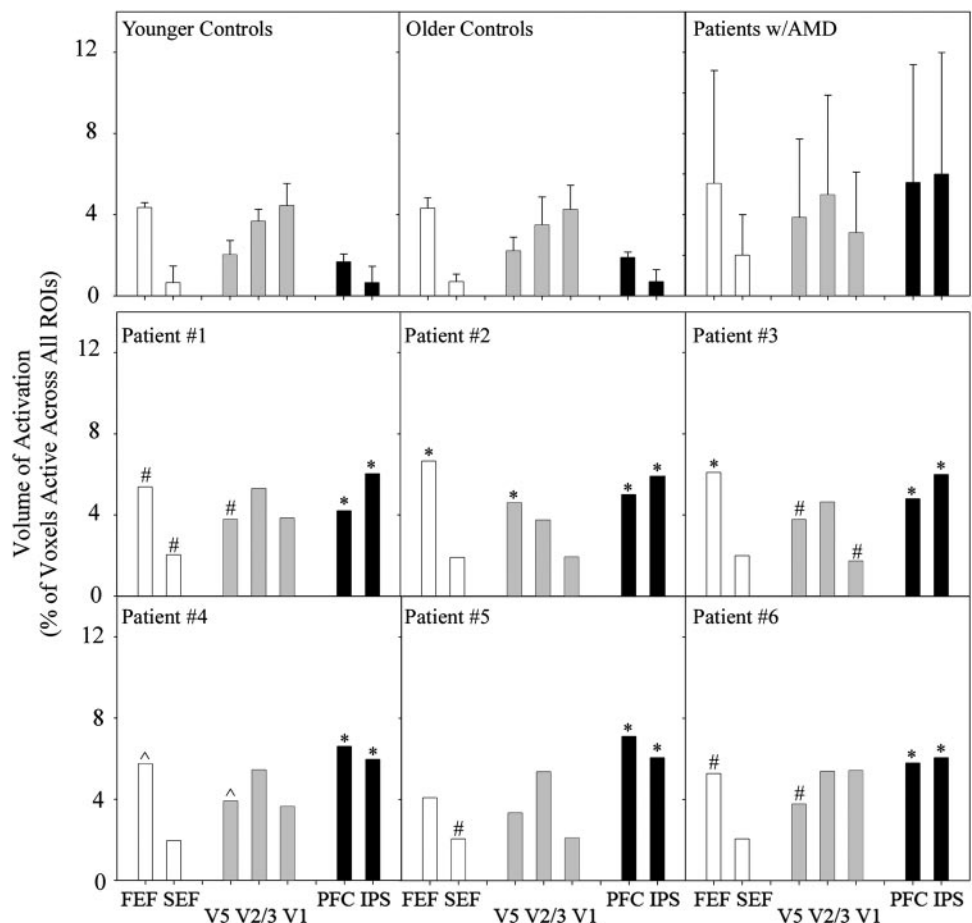 Younger Controls
Older Controls
Patients w/AMD
12
8
4
0
Patient #1
Patient #2
Patient #3
12
8
4
0
# # # * *
* * * *
* # # * *
Patient #4
Patient #5
Patient #6
12
8
4
0
^ ^ * *
# * *
# # * *
FEF SEF V5 V2/3 V1 PFC IPS
FEF SEF V5 V2/3 V1 PFC IPS
FEF SEF V5 V2/3 V1 PFC IPS
Volume of Activation
(% of Voxels Active Across All ROIs)